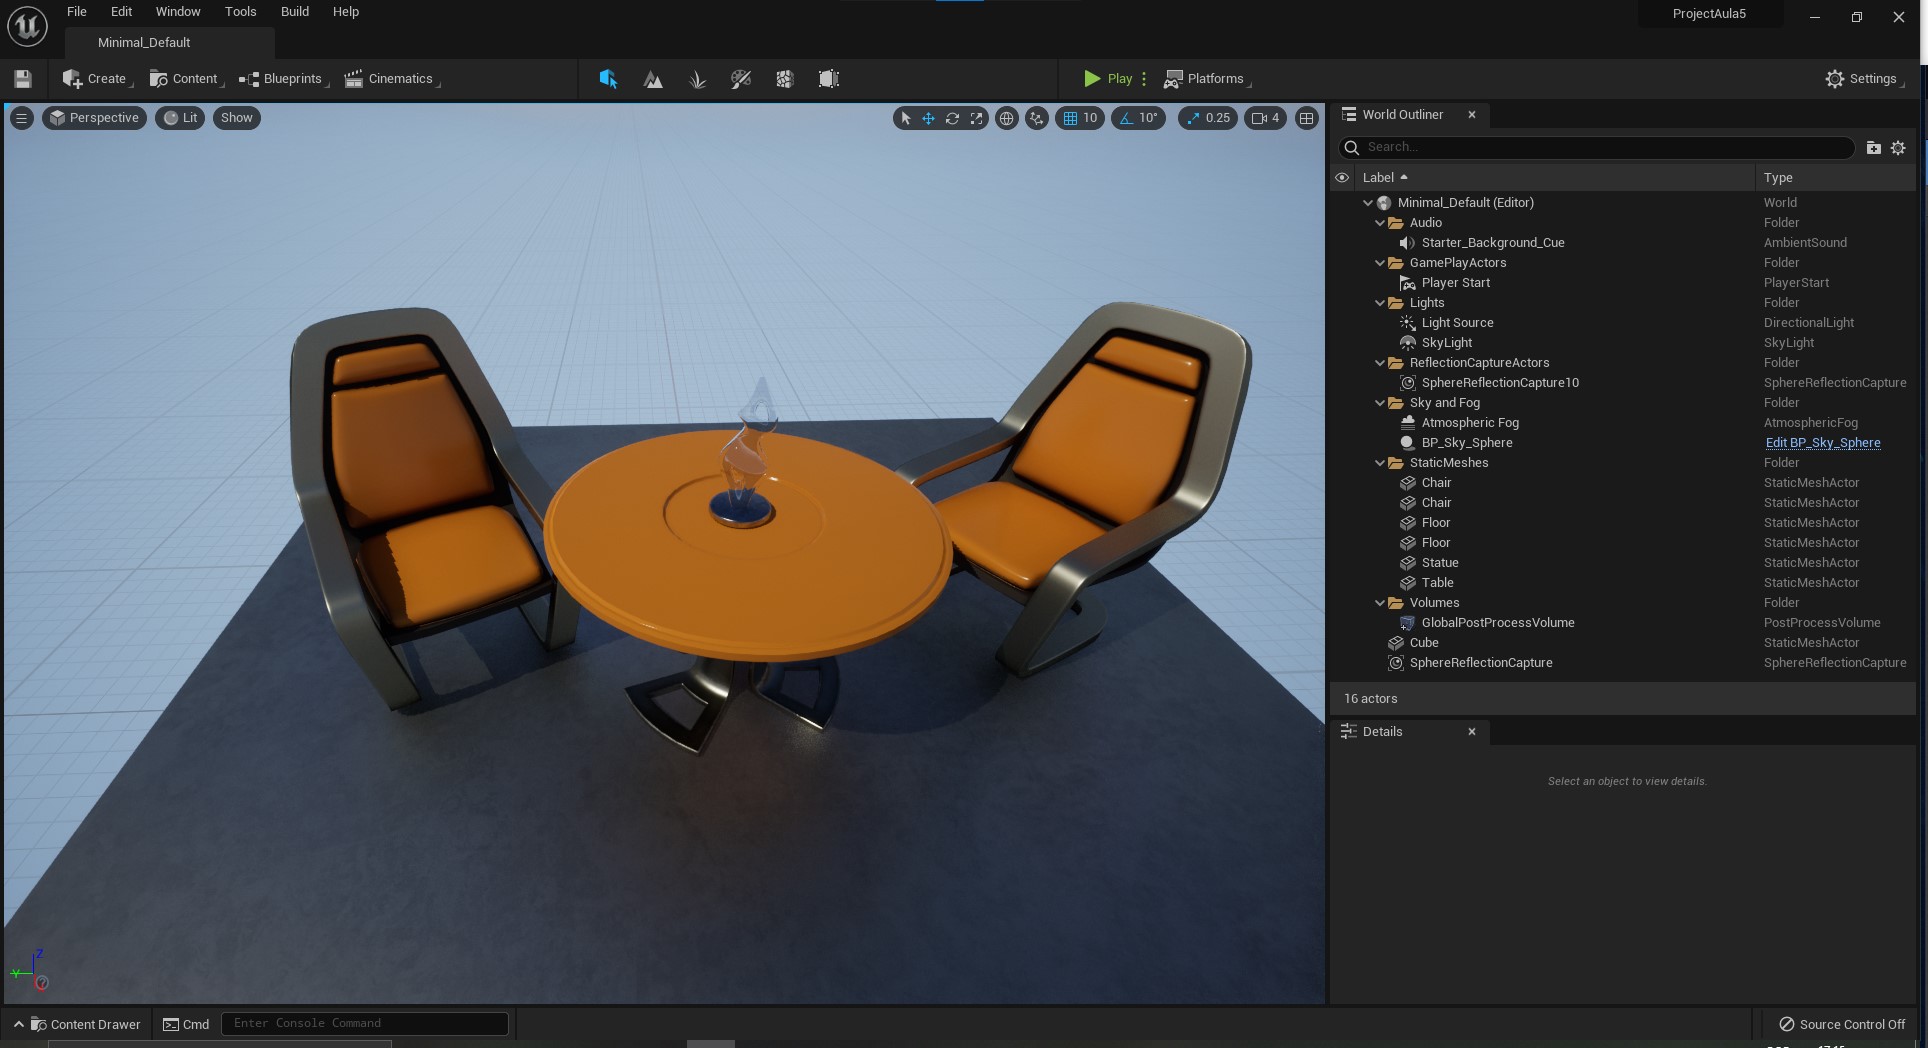 File Edit Window Tools Build Help
ProjectAula5
Minimal_Default
Create Content Blueprints Cinematics Play Platforms Settings
Perspective Lit Show 10 10° 0.25 4
World Outliner
Search...
Label Type
Minimal_Default (Editor) World
Audio Folder
Starter_Background_Cue AmbientSound
GamePlayActors Folder
Player Start PlayerStart
Lights Folder
Light Source DirectionalLight
SkyLight SkyLight
ReflectionCaptureActors Folder
SphereReflectionCapture10 SphereReflectionCapture
Sky and Fog Folder
Atmospheric Fog AtmosphericFog
BP_Sky_Sphere Edit BP_Sky_Sphere
StaticMeshes Folder
Chair StaticMeshActor
Chair StaticMeshActor
Floor StaticMeshActor
Floor StaticMeshActor
Statue StaticMeshActor
Table StaticMeshActor
Volumes Folder
GlobalPostProcessVolume PostProcessVolume
Cube StaticMeshActor
SphereReflectionCapture SphereReflectionCapture
16 actors
Details
Select an object to view details.
Z
Y
Content Drawer Cmd Enter Console Command Source Control Off